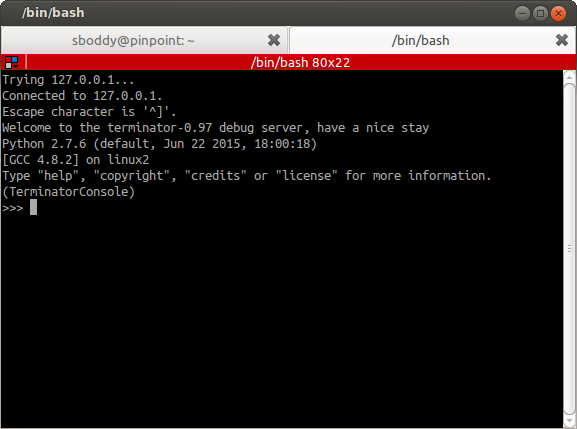 /bin/bash
sboddy@pinpoint: ~
/bin/bash
/bin/bash 80x22
Trying 127.0.0.1...
Connected to 127.0.0.1.
Escape character is '^]'.
Welcome to the terminator-0.97 debug server, have a nice stay
Python 2.7.6 (default, Jun 22 2015, 18:00:18)
[GCC 4.8.2] on linux2
Type "help", "copyright", "credits" or "license" for more information.
(TerminatorConsole)
>>>